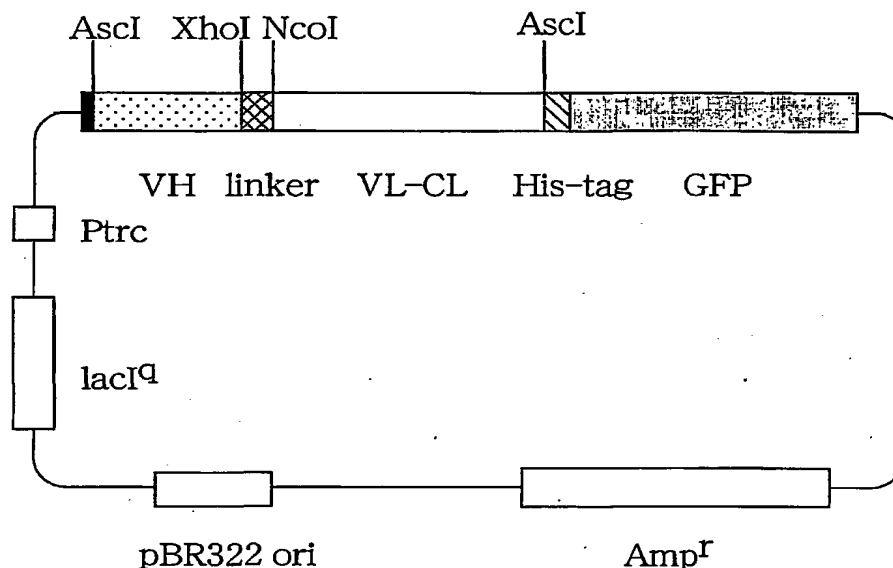 AscI XhoI NcoI AscI
VH linker VL-CL His-tag GFP
Ptrc
lacIq
pBR322 ori Ampr